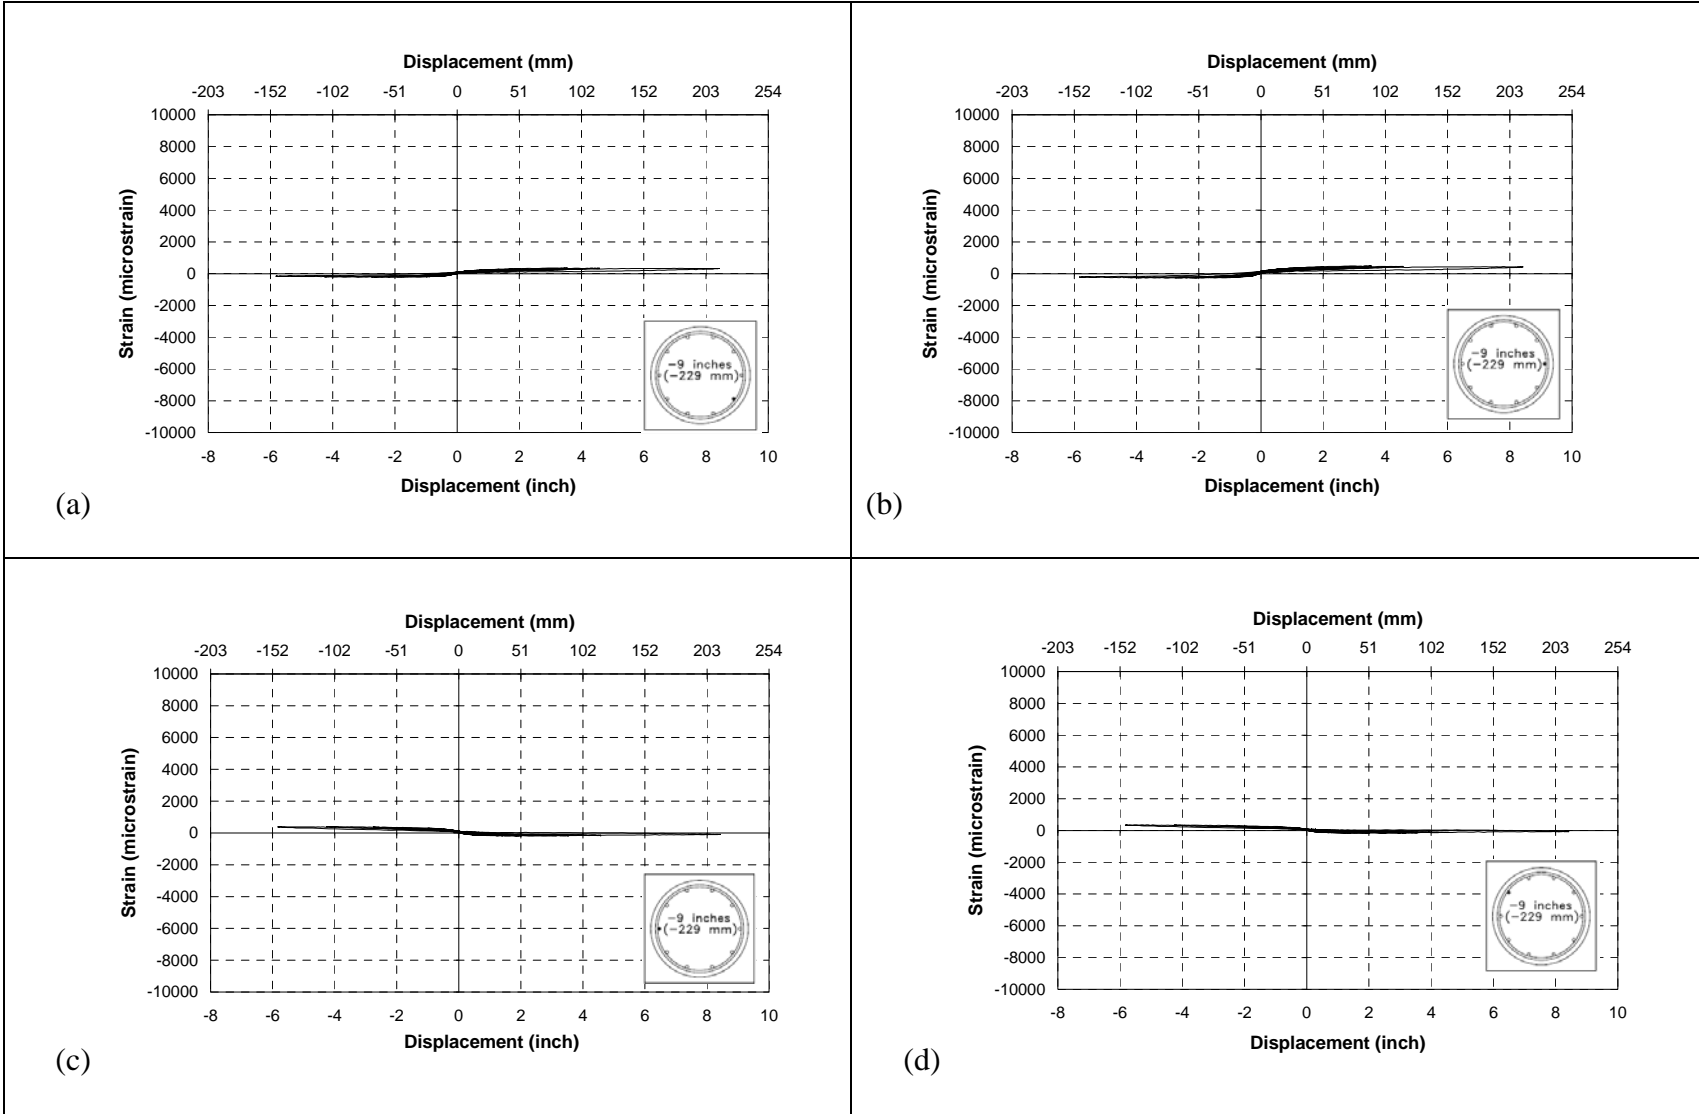 Displacement (mm)
-203 -152 -102 -51 0 51 102 152 203 254
10000
8000
6000
4000
2000
0
-2000
-4000
-6000
-8000
-10000
Strain (microstrain)
-9 inches
(-229 mm)
-8 -6 -4 -2 0 2 4 6 8 10
Displacement (inch)
(a)
Displacement (mm)
-203 -152 -102 -51 0 51 102 152 203 254
10000
8000
6000
4000
2000
0
-2000
-4000
-6000
-8000
-10000
Strain (microstrain)
-9 inches
(-229 mm)
-8 -6 -4 -2 0 2 4 6 8 10
Displacement (inch)
(b)
Displacement (mm)
-203 -152 -102 -51 0 51 102 152 203 254
10000
8000
6000
4000
2000
0
-2000
-4000
-6000
-8000
-10000
Strain (microstrain)
-9 inches
(-229 mm)
-8 -6 -4 -2 0 2 4 6 8 10
Displacement (inch)
(c)
Displacement (mm)
-203 -152 -102 -51 0 51 102 152 203 254
10000
8000
6000
4000
2000
0
-2000
-4000
-6000
-8000
-10000
Strain (microstrain)
-9 inches
(-229 mm)
-8 -6 -4 -2 0 2 4 6 8 10
Displacement (inch)
(d)